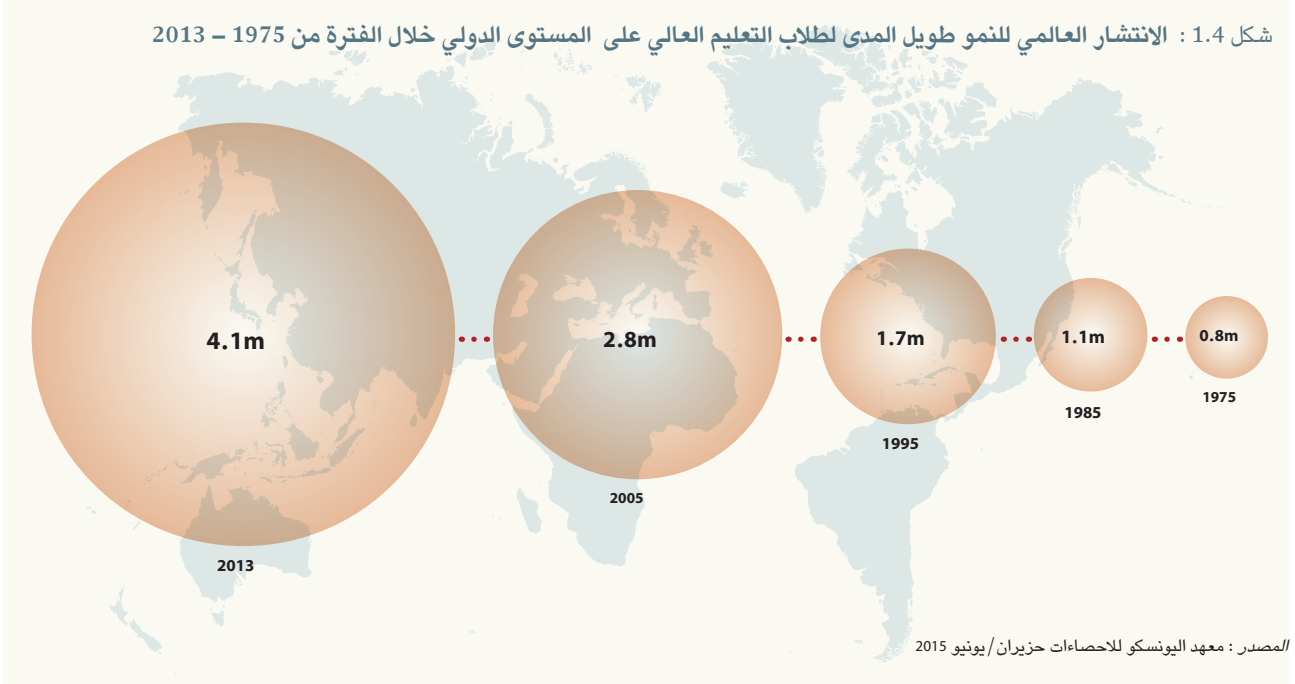 شكل 1.4 : الانتشار العالمي للنمو طويل المدى لطلاب التعليم العالي على المستوى الدولي خلال الفترة من 1975 – 2013
0.8m
1975
1.1m
1985
1.7m
1995
2.8m
2005
4.1m
2013
المصدر : معهد اليونسكو للاحصاءات حزيران/يونيو 2015